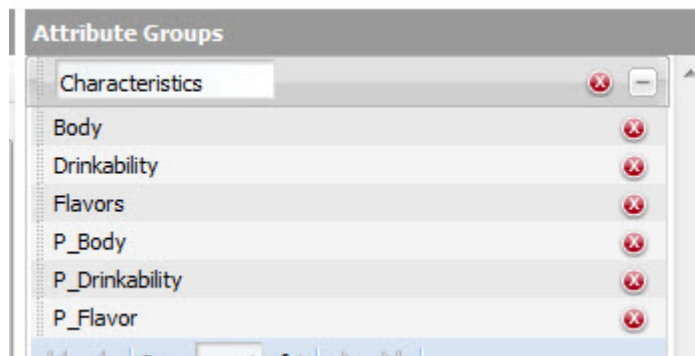 Attribute Groups
Characteristics
Body
Drinkability
Flavors
P_Body
P_Drinkability
P_Flavor